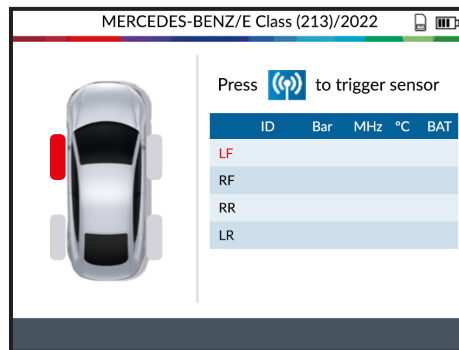 MERCEDES-BENZ/E Class (213)/2022
Press to trigger sensor
ID Bar MHz °C BAT
LF
RF
RR
LR